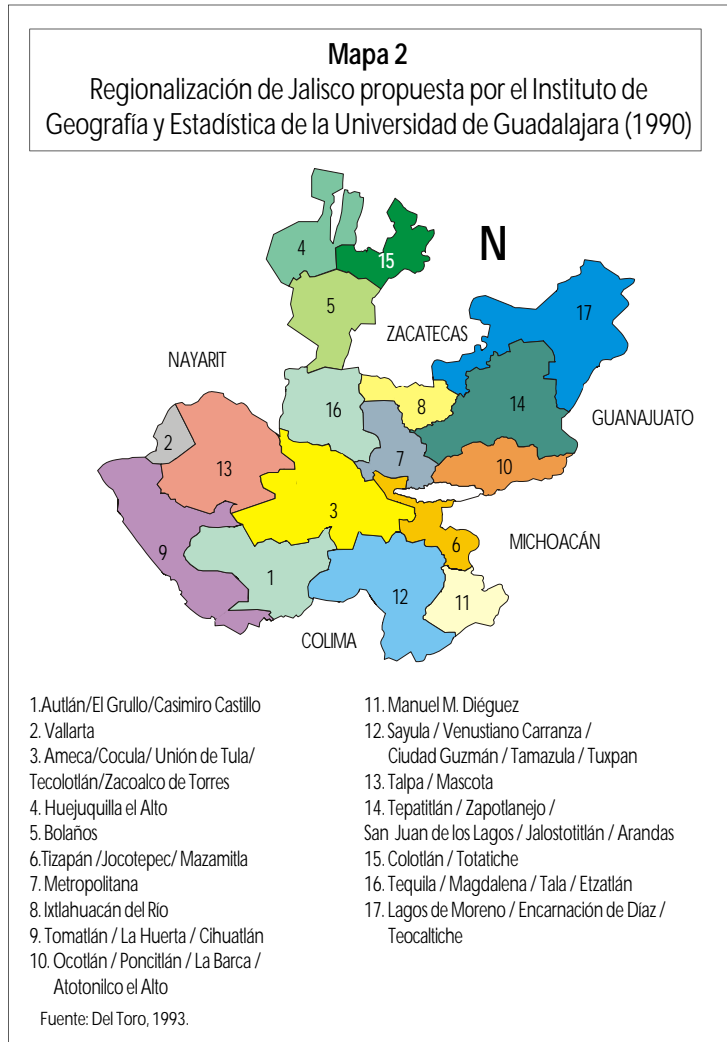 Mapa 2
Regionalización de Jalisco propuesta por el Instituto de
Geografía y Estadística de la Universidad de Guadalajara (1990)
N
4
15
5
17
ZACATECAS
NAYARIT
16
8
14
GUANAJUATO
2
13
7
10
3
6
MICHOACÁN
9
1
12
11
COLIMA
1.Autlán/El Grullo/Casimiro Castillo
2. Vallarta
3. Ameca/Cocula/ Unión de Tula/
Tecolotlán/Zacoalco de Torres
4. Huejuquilla el Alto
5. Bolaños
6.Tizapán /Jocotepec/ Mazamitla
7. Metropolitana
8. Ixtlahuacán del Río
9. Tomatlán / La Huerta / Cihuatlán
10. Ocotlán / Poncitlán / La Barca /
Atotonilco el Alto
11. Manuel M. Diéguez
12. Sayula / Venustiano Carranza /
Ciudad Guzmán / Tamazula / Tuxpan
13. Talpa / Mascota
14. Tepatitlán / Zapotlanejo /
San Juan de los Lagos / Jalostotitlán / Arandas
15. Colotlán / Totatiche
16. Tequila / Magdalena / Tala / Etzatlán
17. Lagos de Moreno / Encarnación de Díaz /
Teocaltiche
Fuente: Del Toro, 1993.